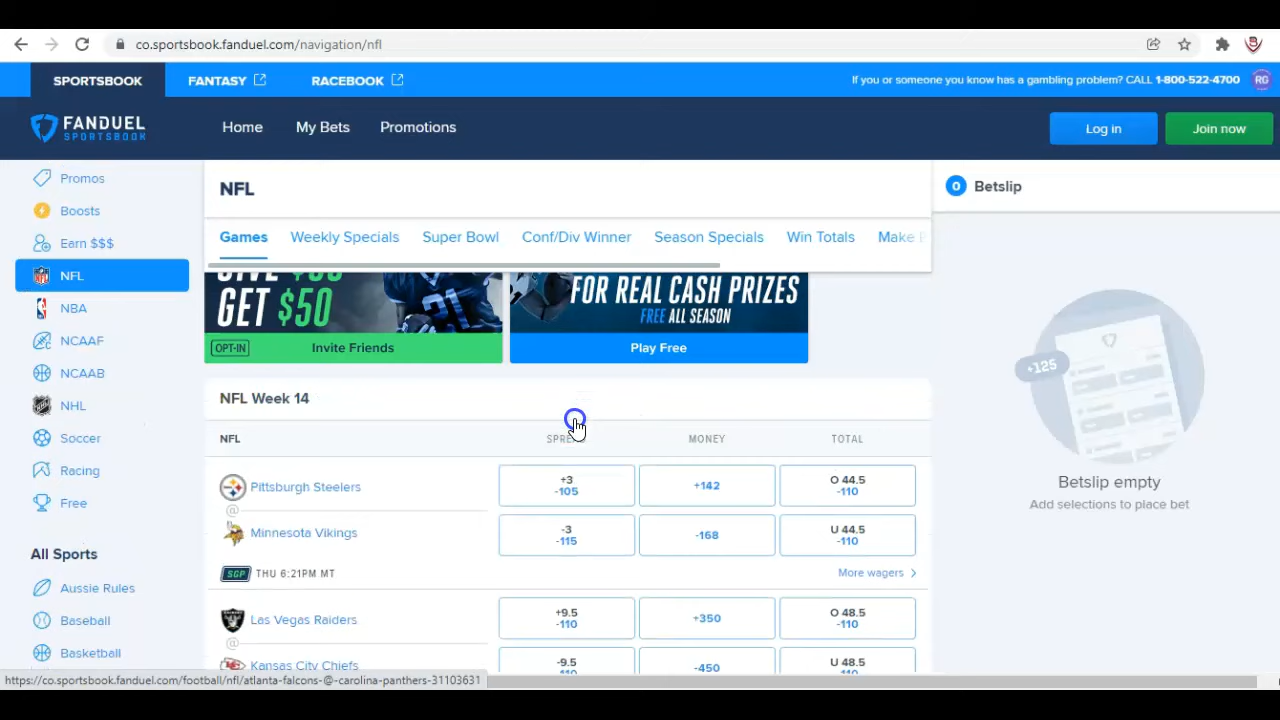 co.sportsbook.fanduel.com/navigation/nfl
SPORTSBOOK FANTASY RACEBOOK If you or someone you know has a gambling problem? CALL 1-800-522-4700 RG
FANDUEL
SPORTSBOOK
Home My Bets Promotions Log in Join now
Promos
Boosts
Earn $$$
NFL
NBA
NCAAF
NCAAB
NHL
Soccer
Racing
Free
All Sports
Aussie Rules
Baseball
Basketball
NFL
Games Weekly Specials Super Bowl Conf/Div Winner Season Specials Win Totals Make
GET $50
OPT-IN Invite Friends
21
FOR REAL CASH PRIZES
FREE ALL SEASON
Play Free
NFL Week 14
NFL MONEY TOTAL
Pittsburgh Steelers +3 -105 +142 O 44.5 -110
@
Minnesota Vikings -3 -115 -168 U 44.5 -110
SGP THU 6:21PM MT More wagers
Las Vegas Raiders +9.5 -110 +350 O 48.5 -110
@
Kansas City Chiefs -9.5 -110 -450 U 48.5 -110
0 Betslip
+125
Betslip empty
Add selections to place bet
https://co.sportsbook.fanduel.com/football/nfl/atlanta-falcons-@-carolina-panthers-31103631